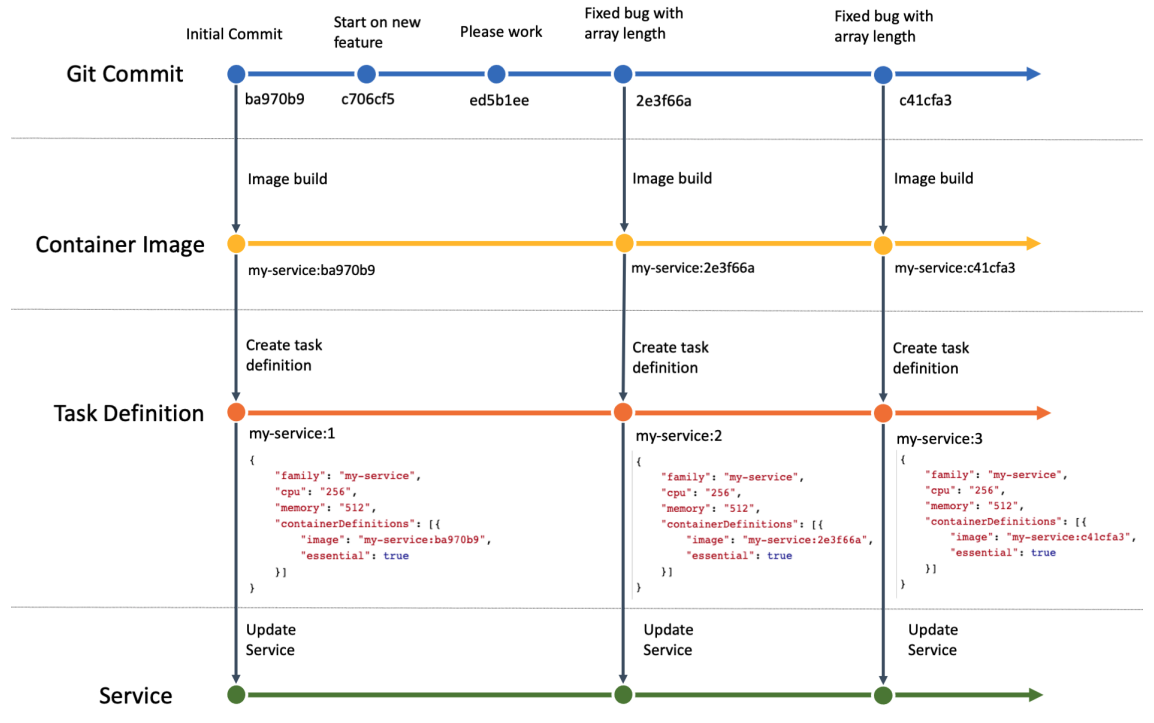 Initial Commit
Start on new
feature
Please work
Fixed bug with
array length
Fixed bug with
array length
Git Commit
ba970b9
c706cf5
ed5b1ee
2e3f66a
c41cfa3
Image build
Image build
Image build
Container Image
my-service:ba970b9
my-service:2e3f66a
my-service:c41cfa3
Create task
definition
Create task
definition
Create task
definition
Task Definition
my-service:1
{
"family": "my-service",
"cpu": "256",
"memory": "512",
"containerDefinitions": [{
"image": "my-service:ba970b9",
"essential": true
}]
}
my-service:2
{
"family": "my-service",
"cpu": "256",
"memory": "512",
"containerDefinitions": [{
"image": "my-service:2e3f66a",
"essential": true
}]
}
my-service:3
{
"family": "my-service",
"cpu": "256",
"memory": "512",
"containerDefinitions": [{
"image": "my-service:c41cfa3",
"essential": true
}]
}
Update
Service
Update
Service
Update
Service
Service